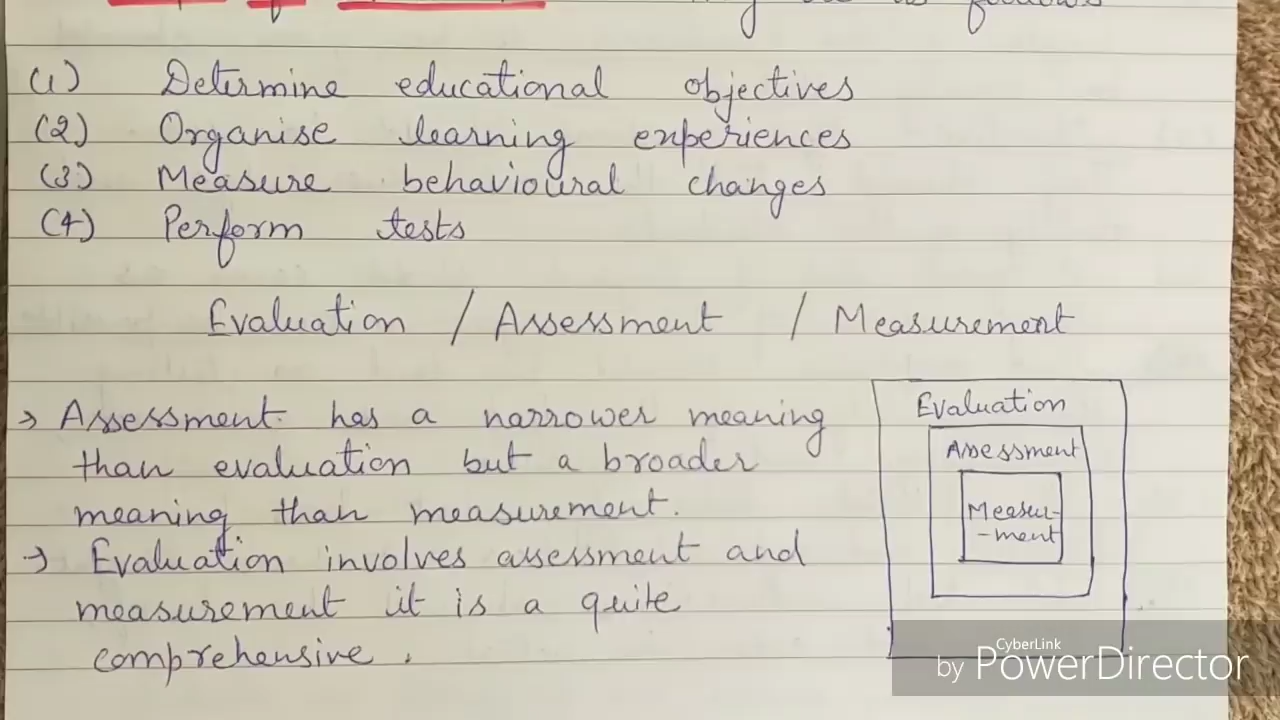 follows
(1) Determine educational objectives
(2) Organise learning experiences
(3) Measure behavioural changes
(4) Perform tests
Evaluation / Assessment / Measurement
→ Assessment has a narrower meaning
than evaluation but a broader
meaning than measurement.
→ Evaluation involves assessment and
measurement it is a quite
comprehensive.
Evaluation
Assessment
Measur-
-ment
CyberLink
by PowerDirector